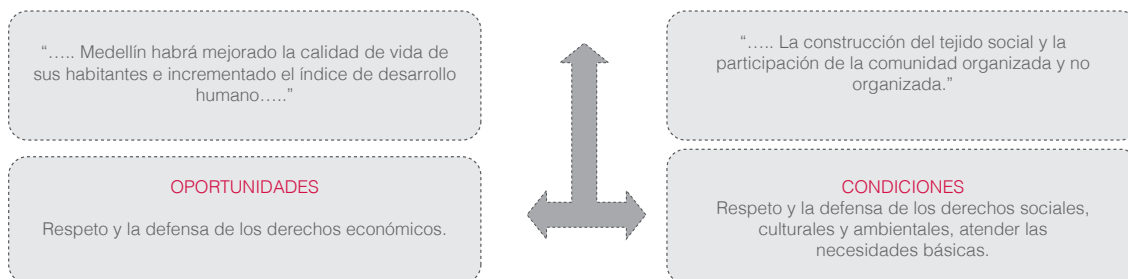 “….. Medellín habrá mejorado la calidad de vida de
sus habitantes e incrementado el índice de desarrollo
humano…..”
“….. La construcción del tejido social y la
participación de la comunidad organizada y no
organizada.”
OPORTUNIDADES
Respeto y la defensa de los derechos económicos.
CONDICIONES
Respeto y la defensa de los derechos sociales,
culturales y ambientales, atender las
necesidades básicas.